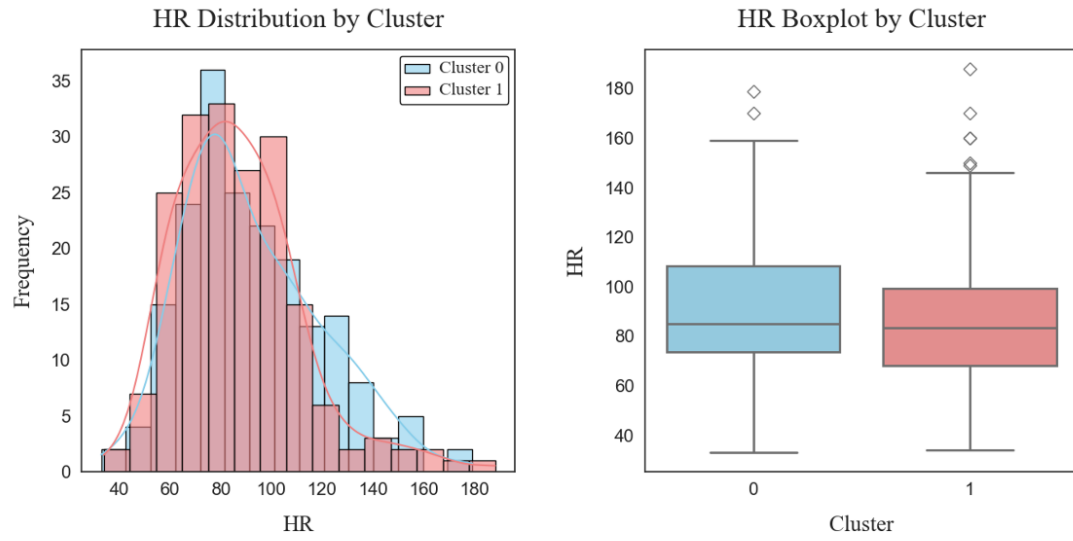 HR Distribution by Cluster
Cluster 0
Cluster 1
35
30
25
20
15
10
5
0
Frequency
40 60 80 100 120 140 160 180
HR
HR Boxplot by Cluster
180
160
140
120
100
80
60
40
HR
0 1
Cluster